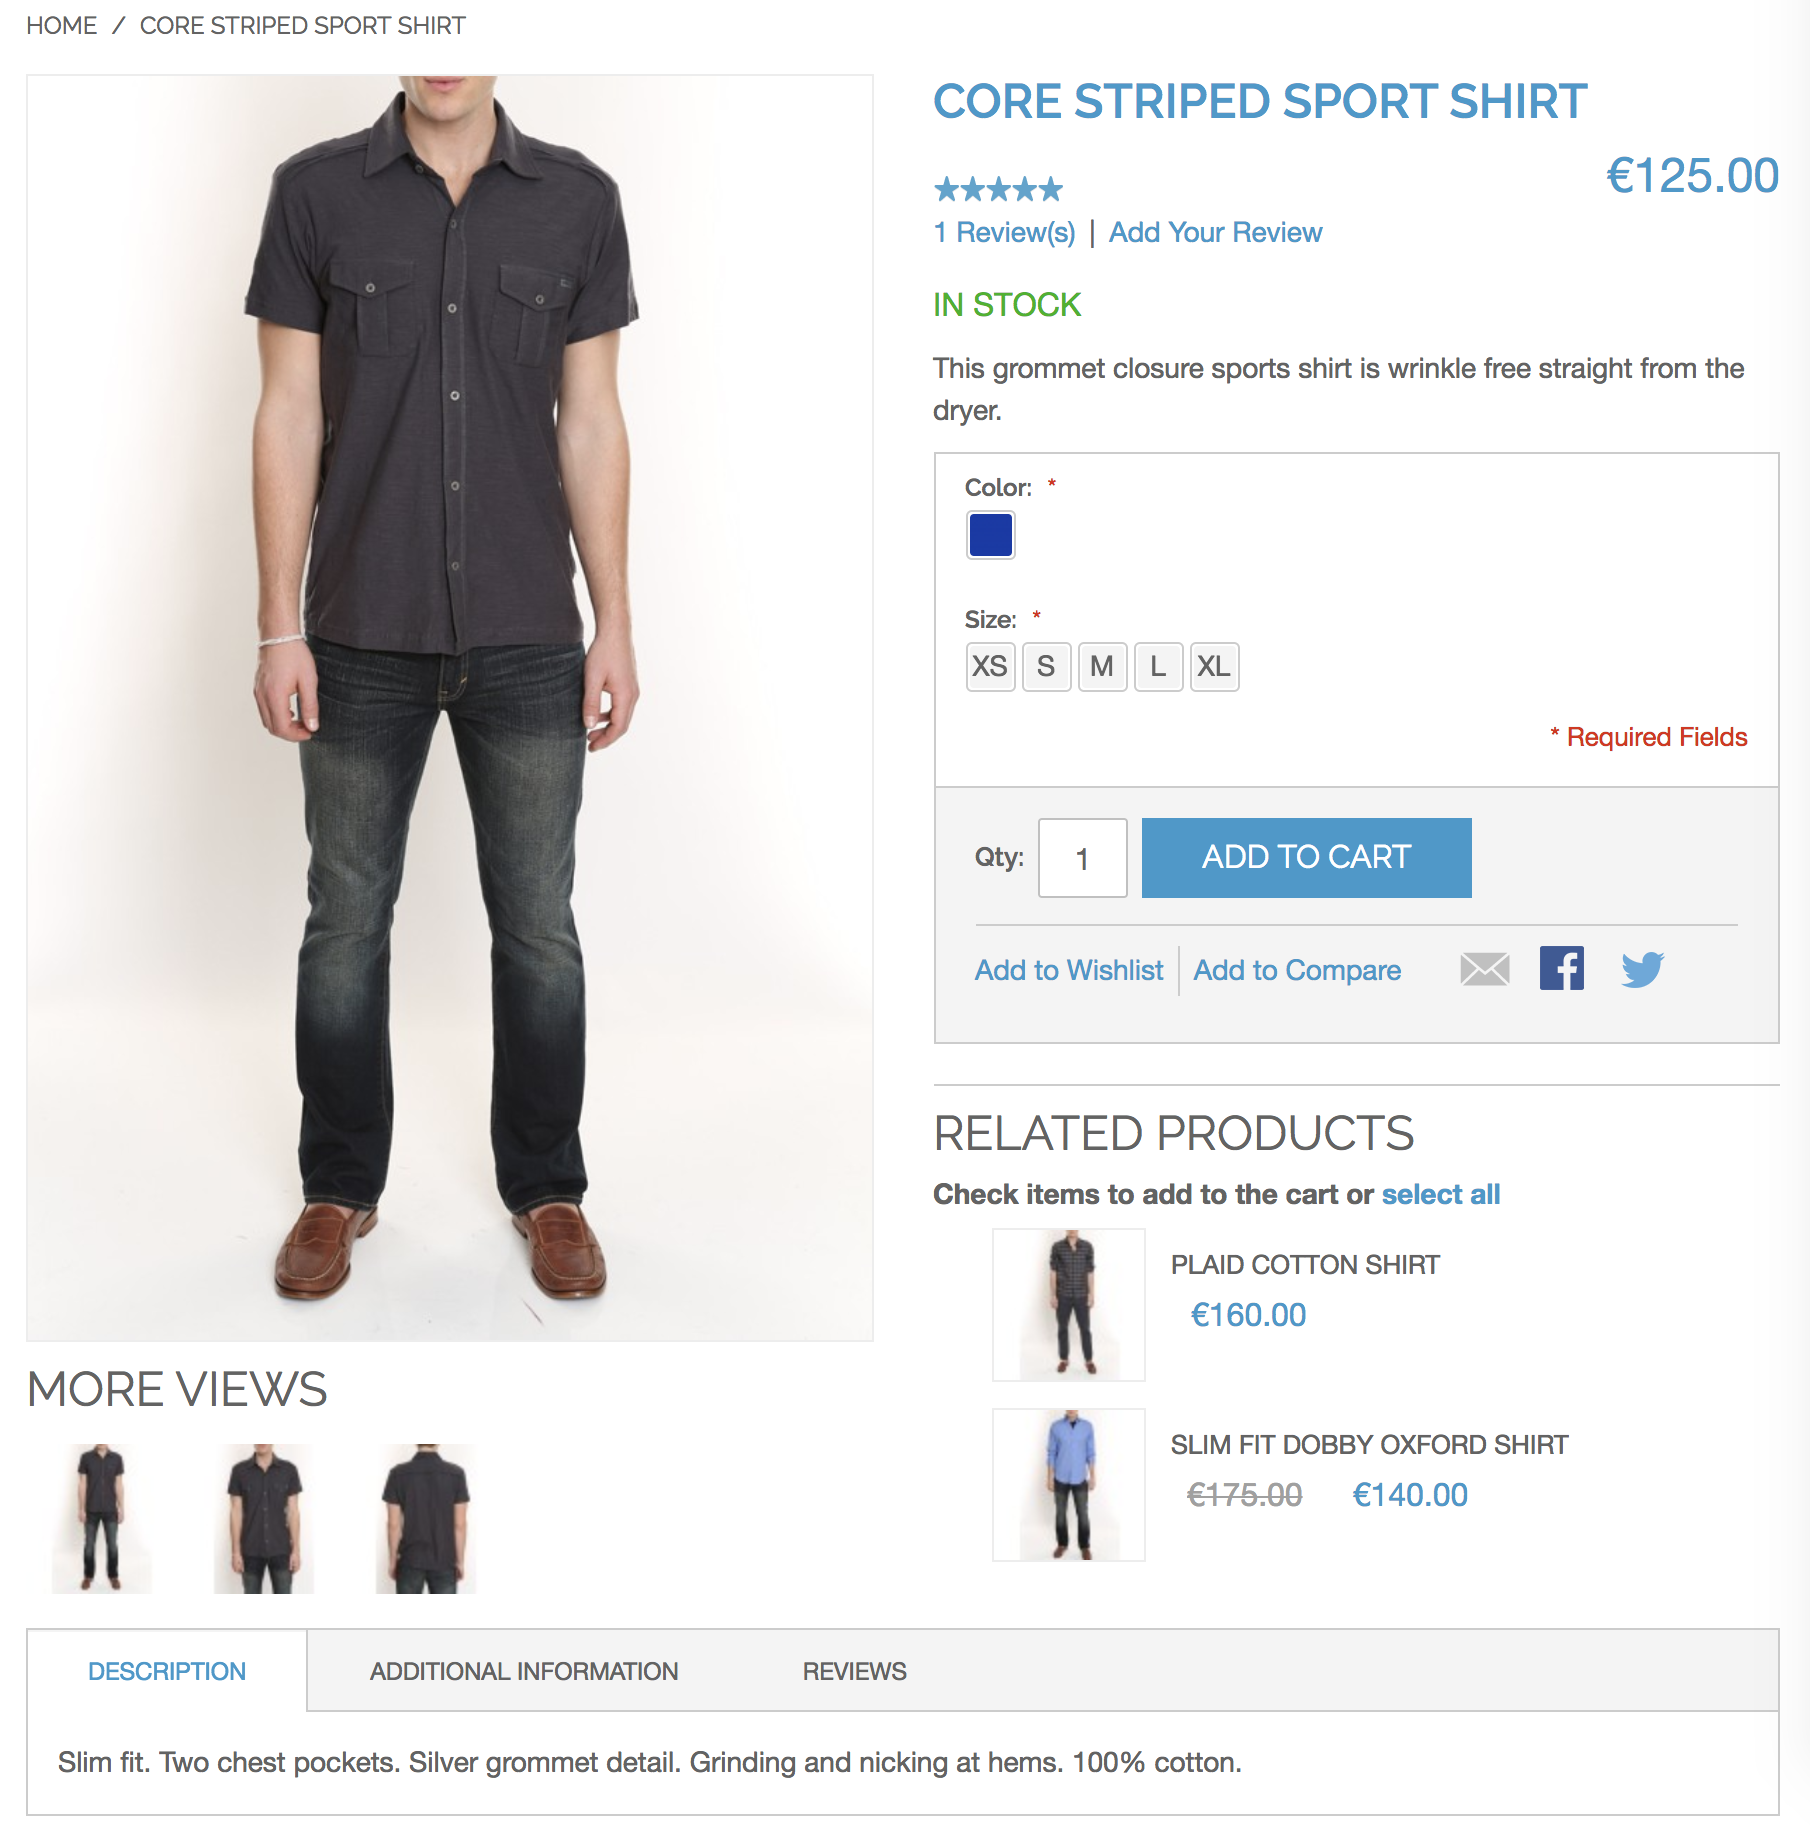 HOME / CORE STRIPED SPORT SHIRT
CORE STRIPED SPORT SHIRT
€125.00
1 Review(s) | Add Your Review
IN STOCK
This grommet closure sports shirt is wrinkle free straight from the
dryer.
Color: *
Size: *
XS S M L XL
* Required Fields
Qty: 1 ADD TO CART
Add to Wishlist | Add to Compare
RELATED PRODUCTS
Check items to add to the cart or select all
PLAID COTTON SHIRT
€160.00
SLIM FIT DOBBY OXFORD SHIRT
€175.00 €140.00
MORE VIEWS
DESCRIPTION ADDITIONAL INFORMATION REVIEWS
Slim fit. Two chest pockets. Silver grommet detail. Grinding and nicking at hems. 100% cotton.